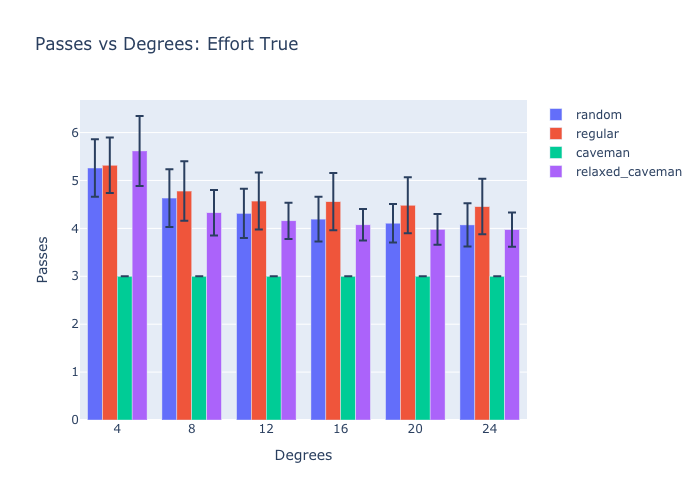 Passes vs Degrees: Effort True
random
regular
caveman
relaxed_caveman
6
5
4
3
2
1
0
Passes
4 8 12 16 20 24
Degrees